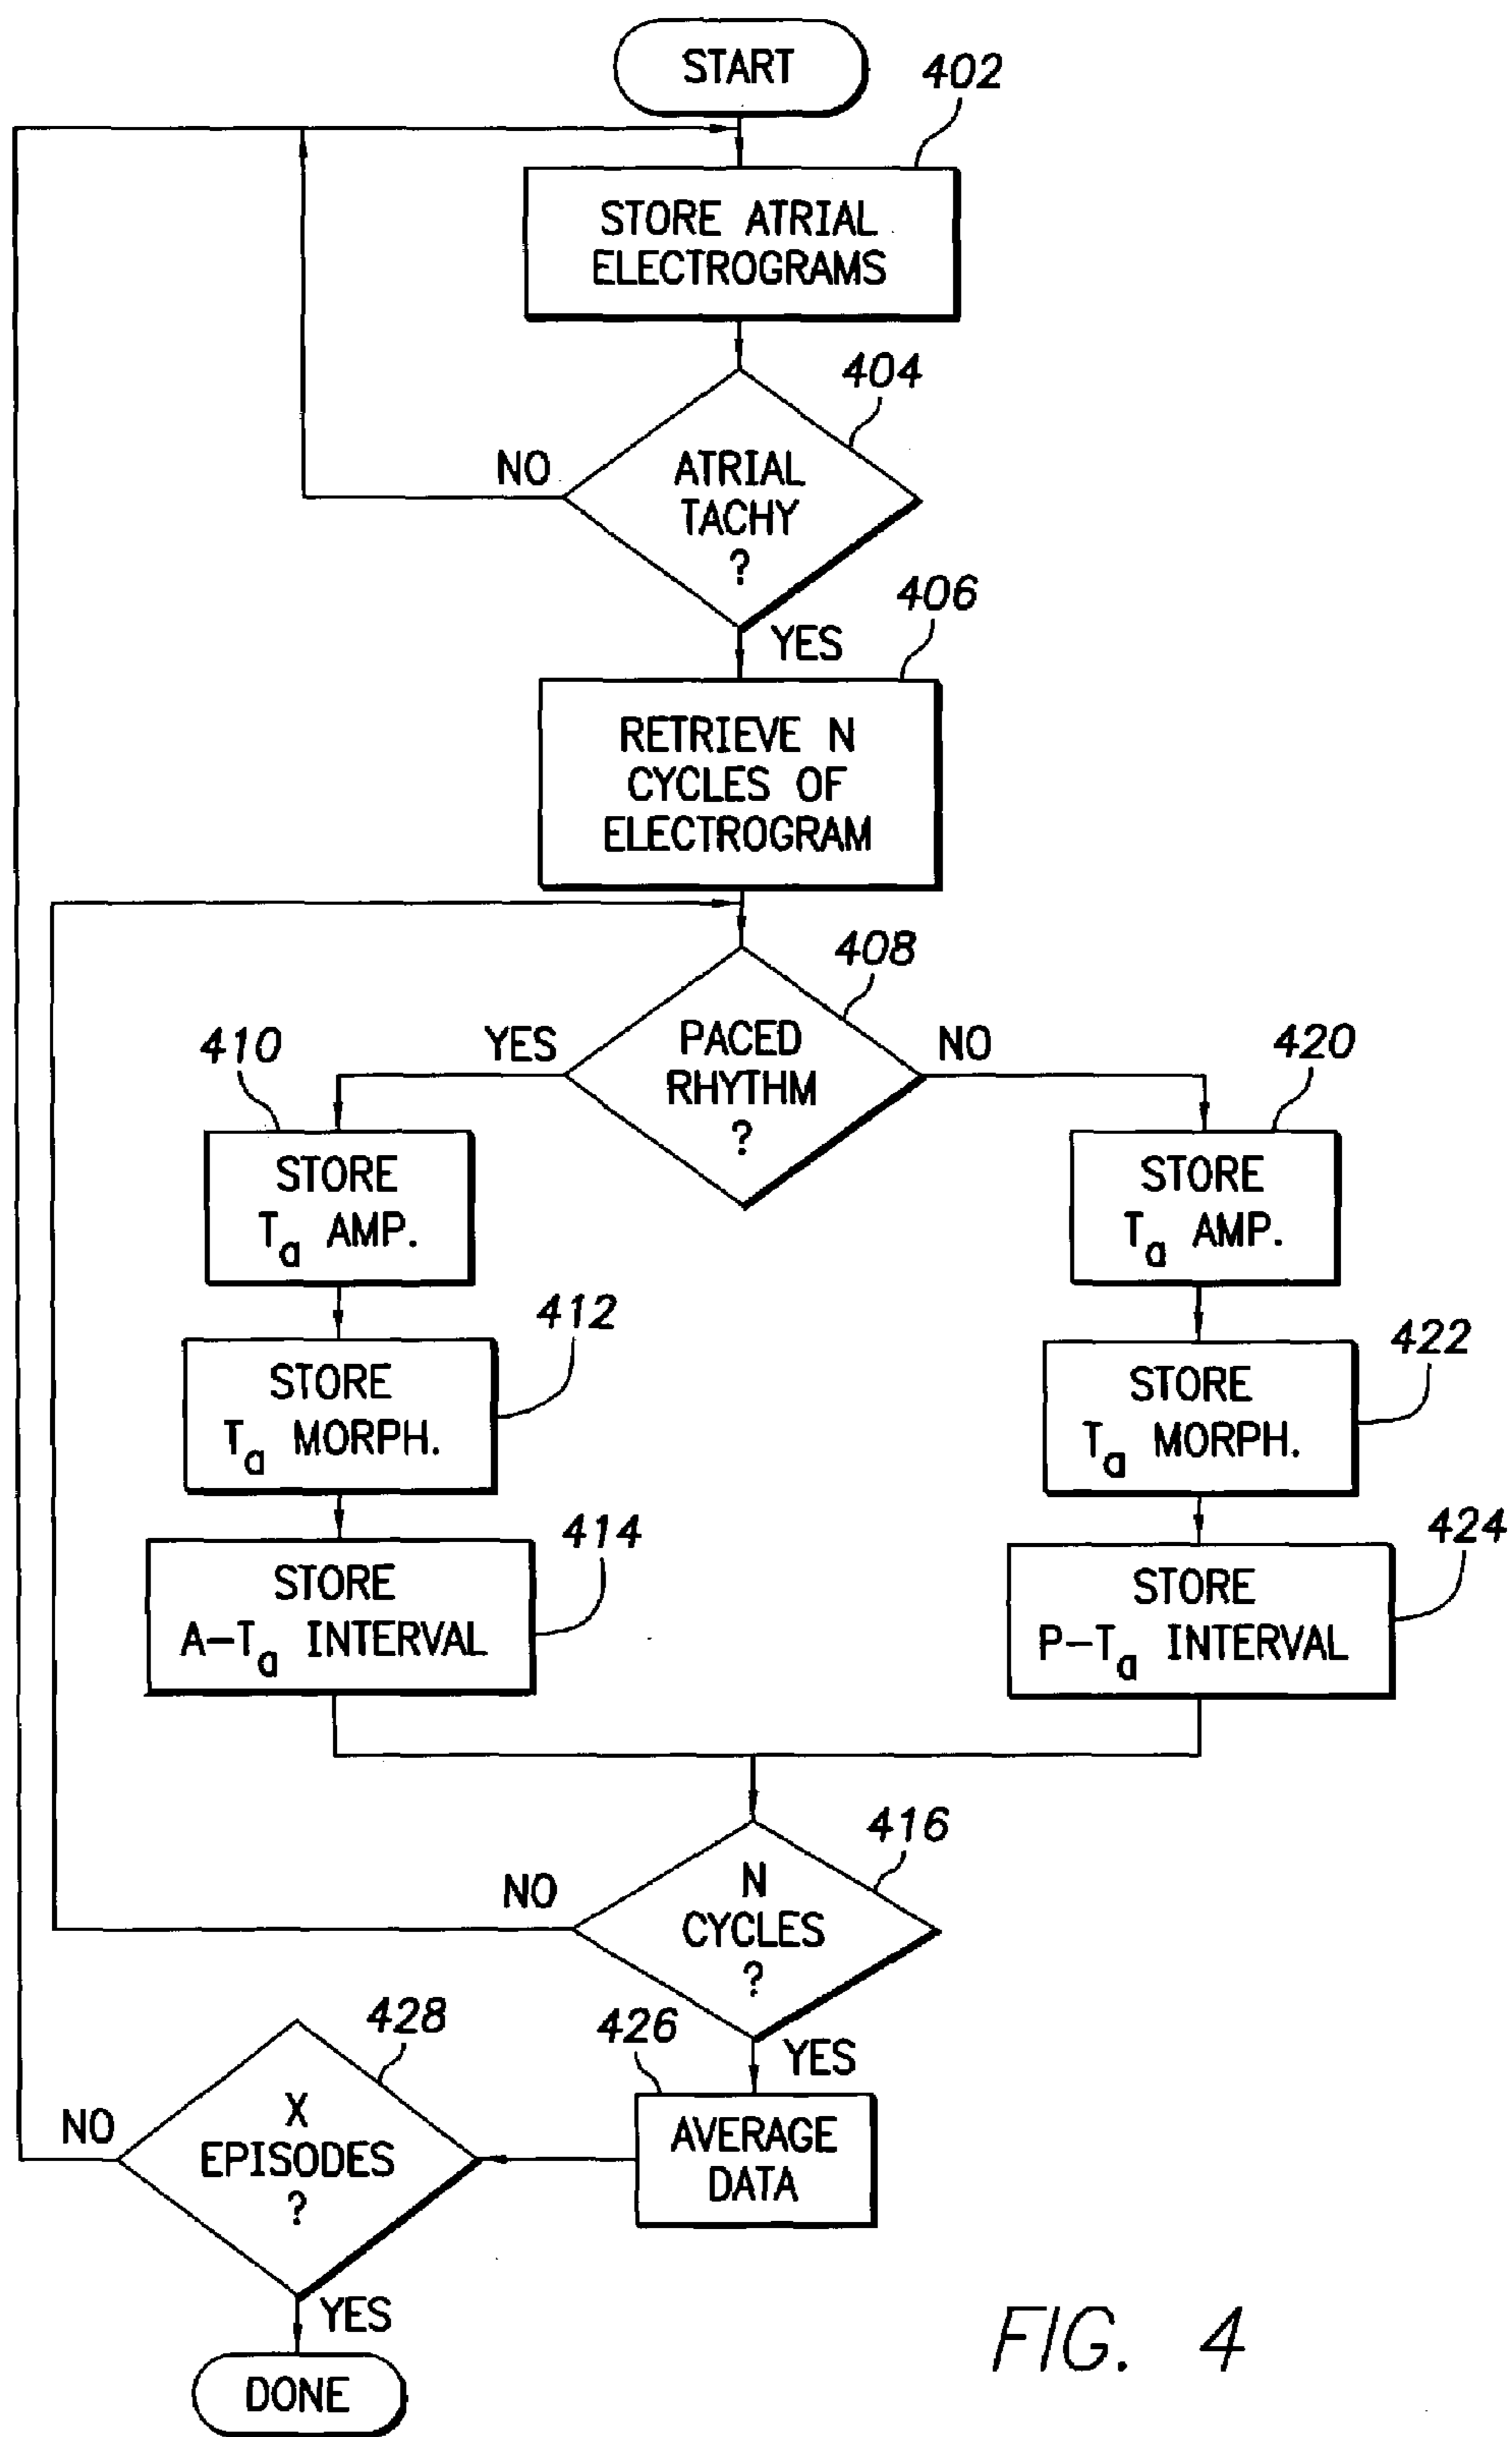 START
402
STORE ATRIAL
ELECTROGRAMS
404
NO
ATRIAL
TACHY
?
YES
406
RETRIEVE N
CYCLES OF
ELECTROGRAM
408
410
YES
PACED
RHYTHM
?
NO
420
STORE
Ta AMP.
STORE
Ta AMP.
412
STORE
Ta MORPH.
422
STORE
Ta MORPH.
414
STORE
A-Ta INTERVAL
424
STORE
P-Ta INTERVAL
416
NO
N
CYCLES
?
YES
428
426
NO
X
EPISODES
?
AVERAGE
DATA
YES
DONE
FIG. 4